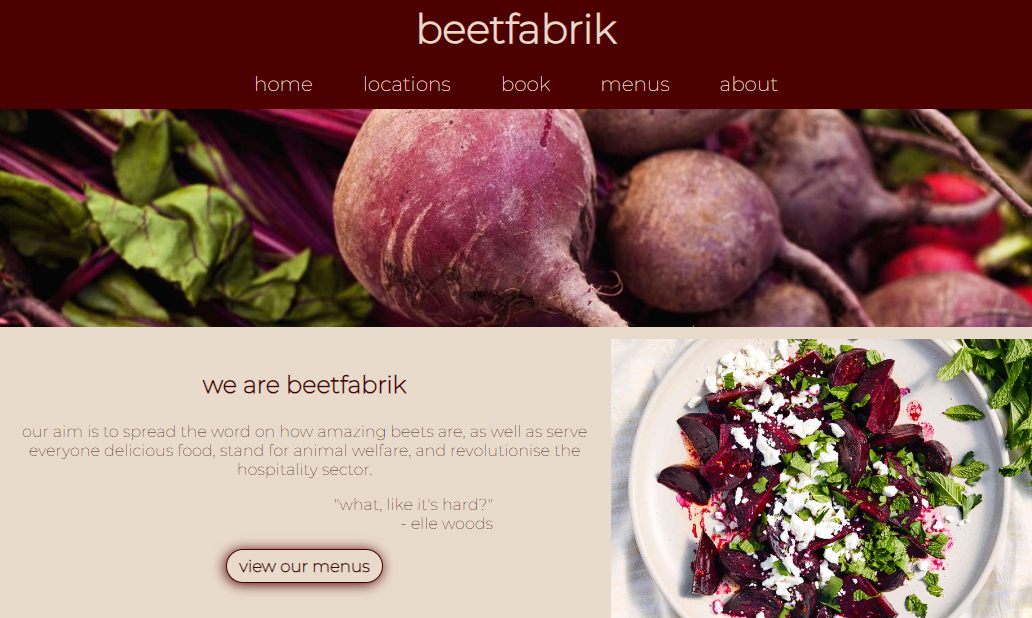 beetfabrik
home locations book menus about
we are beetfabrik
our aim is to spread the word on how amazing beets are, as well as serve
everyone delicious food, stand for animal welfare, and revolutionise the
hospitality sector.
"what, like it's hard?"
- elle woods
view our menus